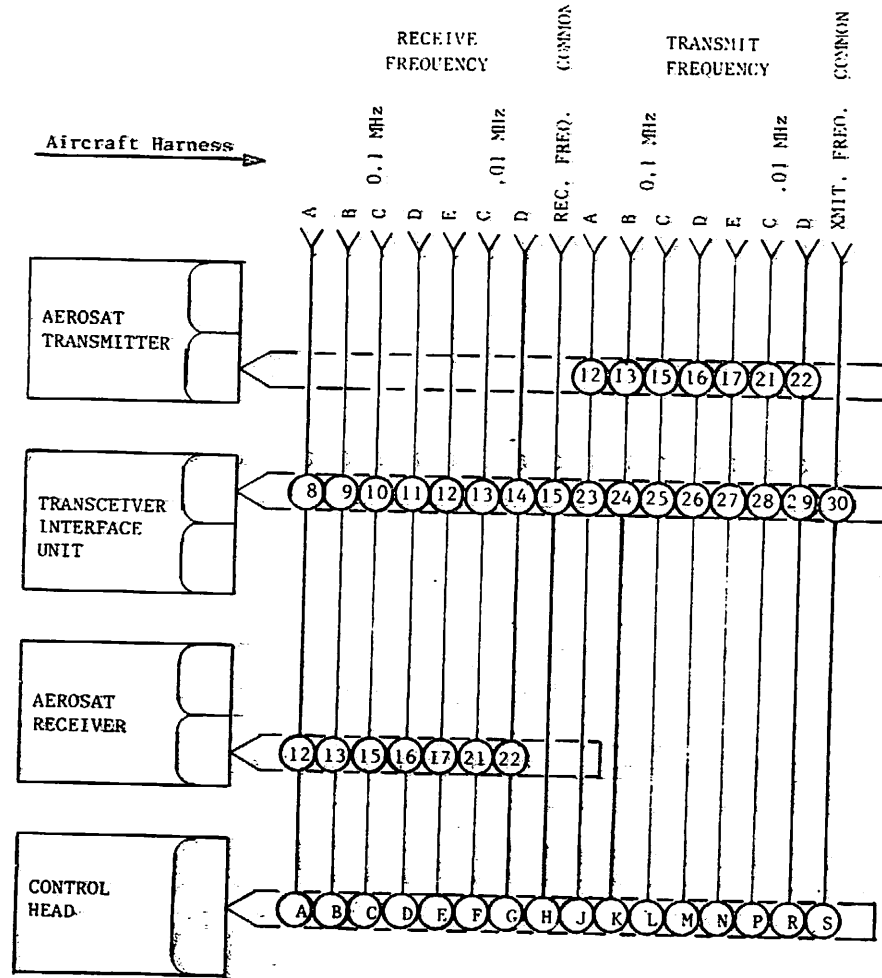 RECEIVE
FREQUENCY
REC. FREQ. COMMON
TRANSMIT
FREQUENCY
XMIT. FREQ. COMMON
0.1 MHz
.01 MHz
0.1 MHz
.01 MHz
Aircraft Harness
A B C D E C D A B C D E C D
AEROSAT
TRANSMITTER
12 13 15 16 17 21 22
TRANSCEIVER
INTERFACE
UNIT
8 9 10 11 12 13 14 15 23 24 25 26 27 28 29 30
AEROSAT
RECEIVER
12 13 15 16 17 21 22
CONTROL
HEAD
A B C D E F G H J K L M N P R S